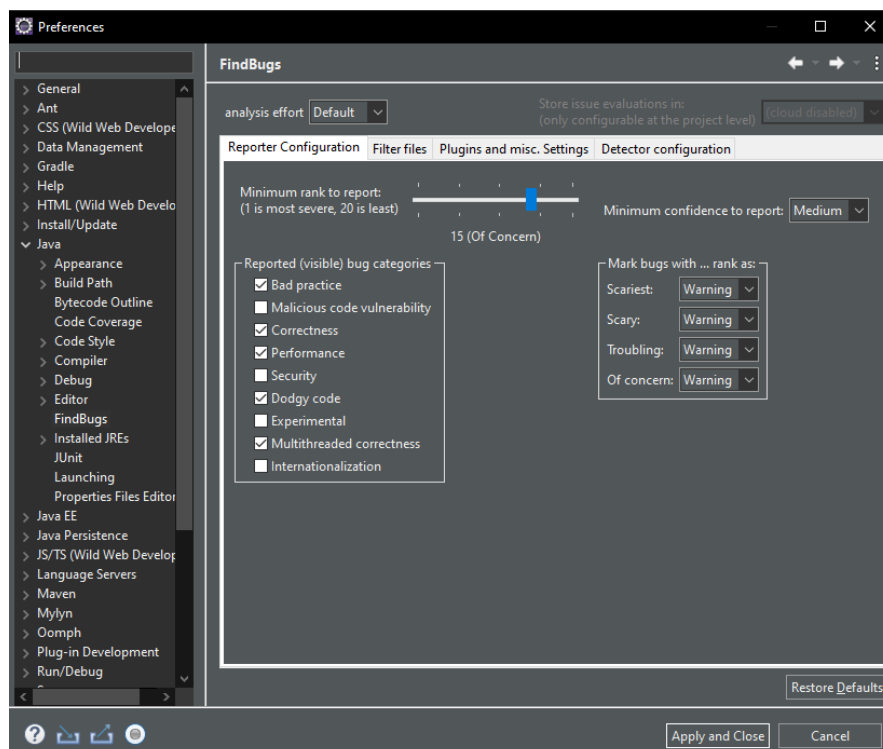 Preferences
FindBugs
General
Ant
CSS (Wild Web Develope
Data Management
Gradle
Help
HTML (Wild Web Develo
Install/Update
Java
Appearance
Build Path
Bytecode Outline
Code Coverage
Code Style
Compiler
Debug
Editor
FindBugs
Installed JREs
JUnit
Launching
Properties Files Editor
Java EE
Java Persistence
JS/TS (Wild Web Develop
Language Servers
Maven
Mylyn
Oomph
Plug-in Development
Run/Debug
analysis effort Default
Store issue evaluations in:
(only configurable at the project level) (cloud disabled)
Reporter Configuration Filter files Plugins and misc. Settings Detector configuration
Minimum rank to report:
(1 is most severe, 20 is least)
15 (Of Concern)
Minimum confidence to report: Medium
Reported (visible) bug categories
Bad practice
Malicious code vulnerability
Correctness
Performance
Security
Dodgy code
Experimental
Multithreaded correctness
Internationalization
Mark bugs with ... rank as:
Scariest: Warning
Scary: Warning
Troubling: Warning
Of concern: Warning
Restore Defaults
Apply and Close Cancel